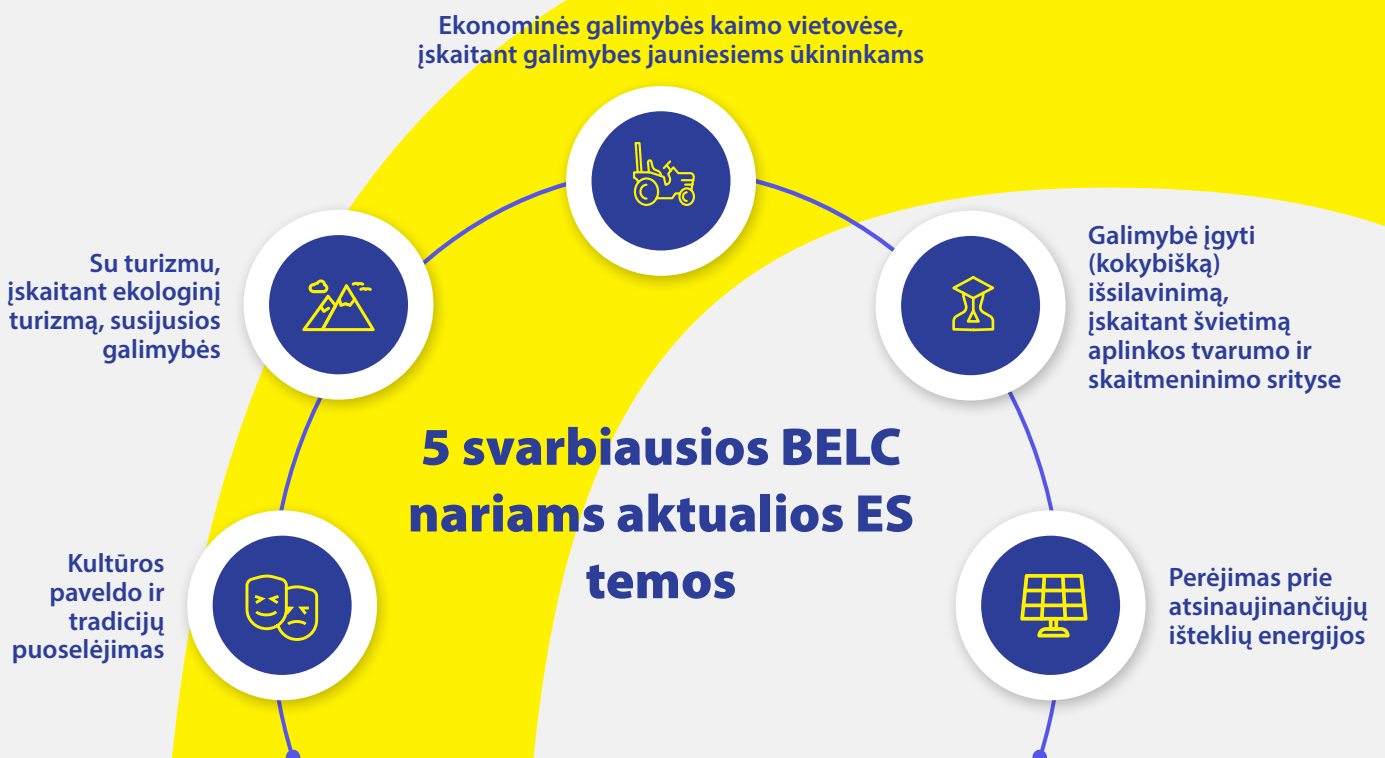 Ekonominės galimybės kaimo vietovėse,
įskaitant galimybes jauniesiems ūkininkams
Su turizmu,
įskaitant ekologinį
turizmą, susijusios
galimybės
Galimybė įgyti
(kokybišką)
išsilavinimą,
įskaitant švietimą
aplinkos tvarumo ir
skaitmeninimo srityse
5 svarbiausios BELC
nariams aktualios ES
temos
Kultūros
paveldo ir
tradicijų
puoselėjimas
Perėjimas prie
atsinaujinančiųjų
išteklių energijos